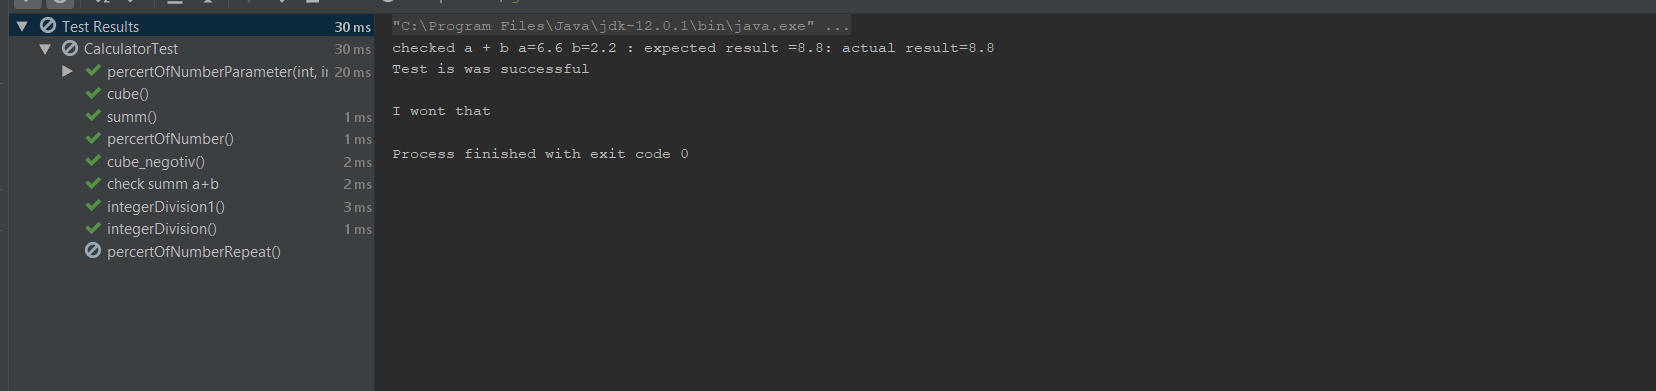 Test Results 30 ms
CalculatorTest 30 ms
percertOfNumberParameter(int, ir 20 ms
cube()
summ() 1 ms
percertOfNumber() 1 ms
cube_negotiv() 2 ms
check summ a+b 2 ms
integerDivision1() 3 ms
integerDivision() 1 ms
percertOfNumberRepeat()
"C:\Program Files\Java\jdk-12.0.1\bin\java.exe" ...
checked a + b a=6.6 b=2.2 : expected result =8.8: actual result=8.8
Test is was successful
I wont that
Process finished with exit code 0